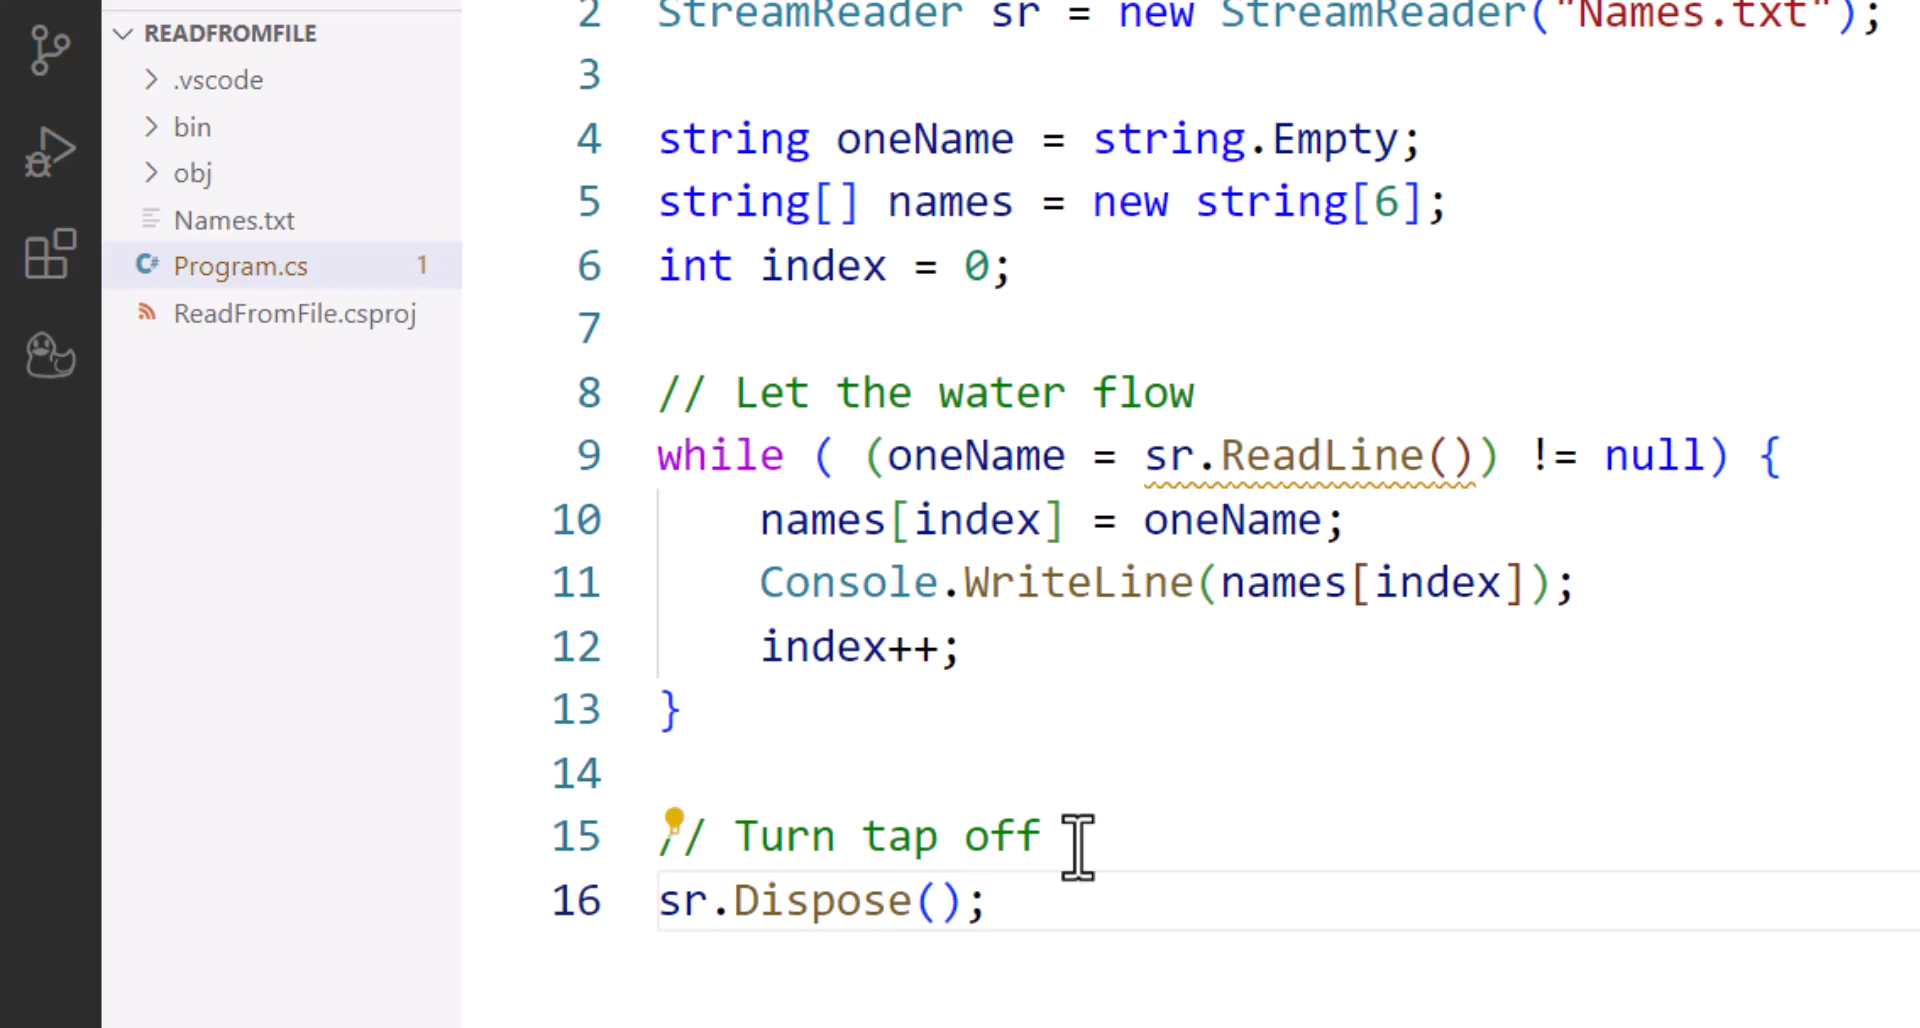 READFROMFILE
.vscode
bin
obj
Names.txt
C# Program.cs 1
ReadFromFile.csproj
2 StreamReader sr = new StreamReader("Names.txt");
3
4 string oneName = string.Empty;
5 string[] names = new string[6];
6 int index = 0;
7
8 // Let the water flow
9 while ( (oneName = sr.ReadLine()) != null) {
10 names[index] = oneName;
11 Console.WriteLine(names[index]);
12 index++;
13 }
14
15 // Turn tap off
16 sr.Dispose();